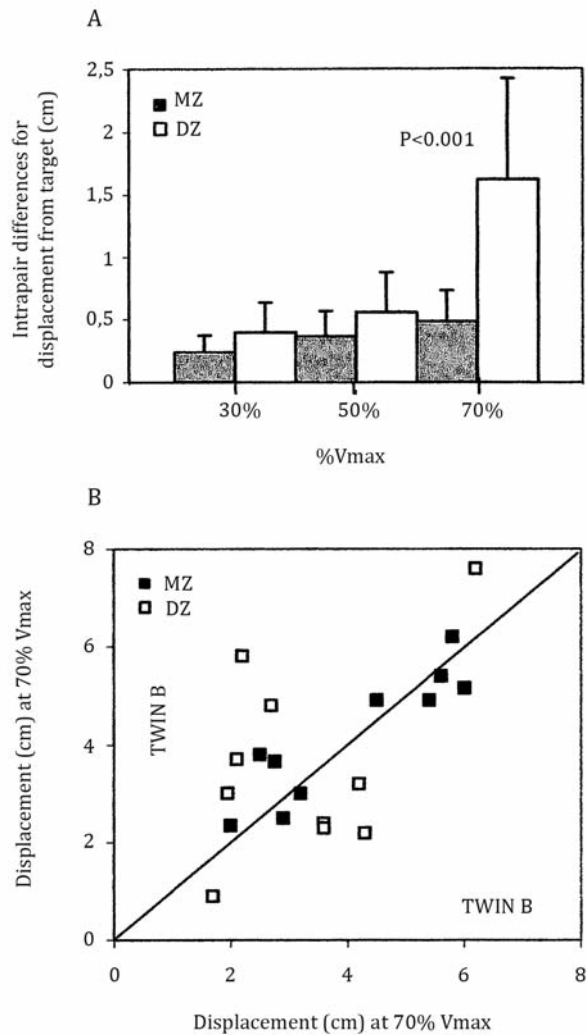 A
Intrapair differences for
displacement from target (cm)
2,5
2
1,5
1
0,5
0
MZ
DZ
P<0.001
30%
50%
70%
%Vmax
B
Displacement (cm) at 70% Vmax
8
6
4
2
0
MZ
DZ
TWIN B
TWIN B
0
2
4
6
8
Displacement (cm) at 70% Vmax